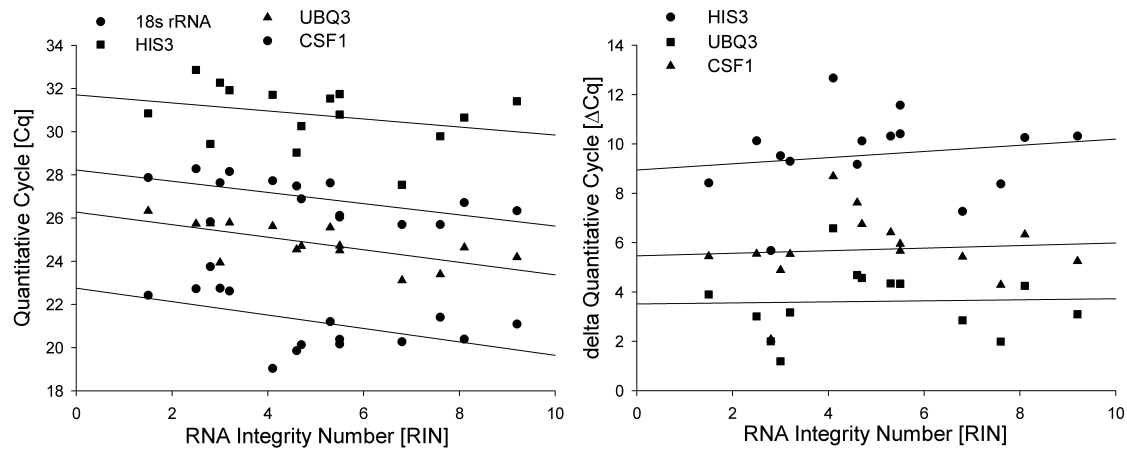 18s rRNA
HIS3
UBQ3
CSF1
34
32
30
28
26
24
22
20
18
Quantitative Cycle [Cq]
0 2 4 6 8 10
RNA Integrity Number [RIN]
HIS3
UBQ3
CSF1
14
12
10
8
6
4
2
0
delta Quantitative Cycle [ΔCq]
0 2 4 6 8 10
RNA Integrity Number [RIN]